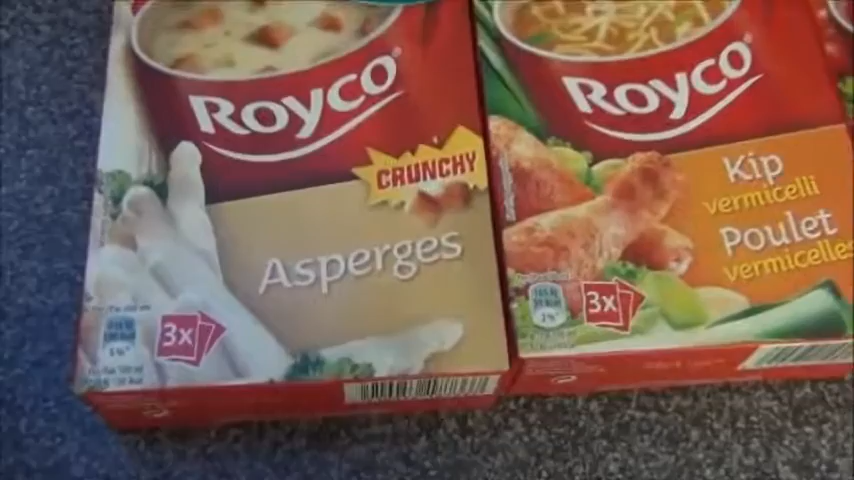 ROYCO
CRUNCHY
Asperges
3x
ROYCO
Kip
vermicelli
Poulet
vermicelles
3x